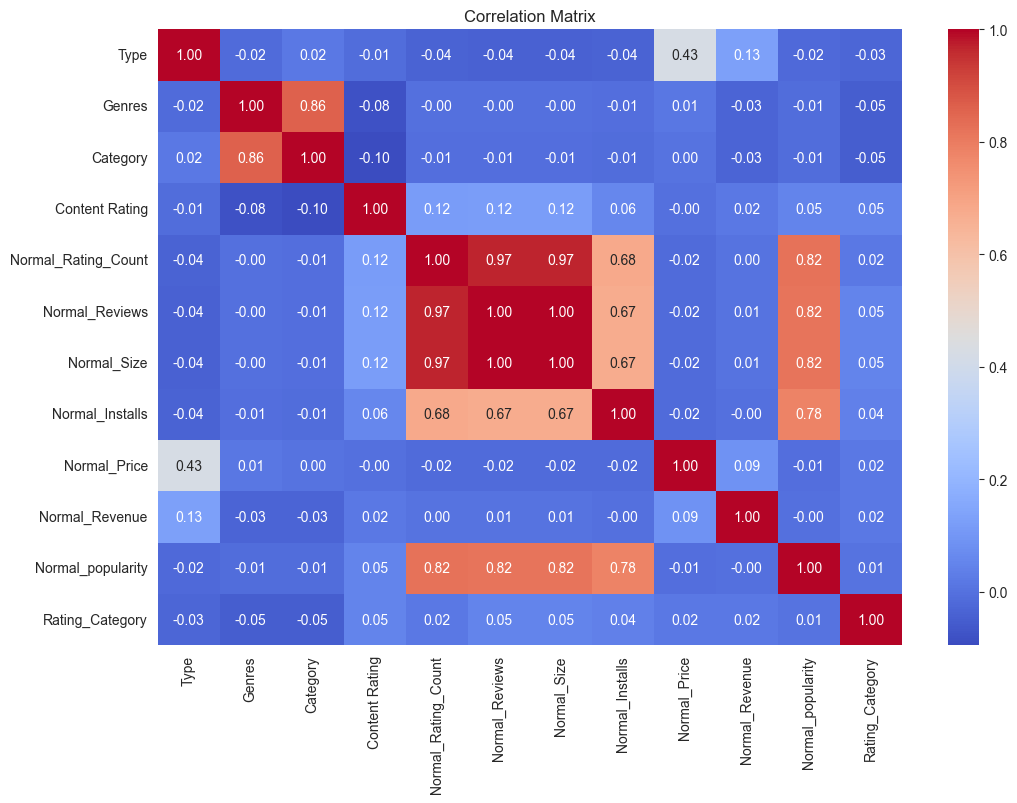 Correlation Matrix
Type 1.00 -0.02 0.02 -0.01 -0.04 -0.04 -0.04 -0.04 0.43 0.13 -0.02 -0.03
Genres -0.02 1.00 0.86 -0.08 -0.00 -0.00 -0.00 -0.01 0.01 -0.03 -0.01 -0.05
Category 0.02 0.86 1.00 -0.10 -0.01 -0.01 -0.01 -0.01 0.00 -0.03 -0.01 -0.05
Content Rating -0.01 -0.08 -0.10 1.00 0.12 0.12 0.12 0.06 -0.00 0.02 0.05 0.05
Normal_Rating_Count -0.04 -0.00 -0.01 0.12 1.00 0.97 0.97 0.68 -0.02 0.00 0.82 0.02
Normal_Reviews -0.04 -0.00 -0.01 0.12 0.97 1.00 1.00 0.67 -0.02 0.01 0.82 0.05
Normal_Size -0.04 -0.00 -0.01 0.12 0.97 1.00 1.00 0.67 -0.02 0.01 0.82 0.05
Normal_Installs -0.04 -0.01 -0.01 0.06 0.68 0.67 0.67 1.00 -0.02 -0.00 0.78 0.04
Normal_Price 0.43 0.01 0.00 -0.00 -0.02 -0.02 -0.02 -0.02 1.00 0.09 -0.01 0.02
Normal_Revenue 0.13 -0.03 -0.03 0.02 0.00 0.01 0.01 -0.00 0.09 1.00 -0.00 0.02
Normal_popularity -0.02 -0.01 -0.01 0.05 0.82 0.82 0.82 0.78 -0.01 -0.00 1.00 0.01
Rating_Category -0.03 -0.05 -0.05 0.05 0.02 0.05 0.05 0.04 0.02 0.02 0.01 1.00
Type
Genres
Category
Content Rating
Normal_Rating_Count
Normal_Reviews
Normal_Size
Normal_Installs
Normal_Price
Normal_Revenue
Normal_popularity
Rating_Category
1.0
0.8
0.6
0.4
0.2
0.0